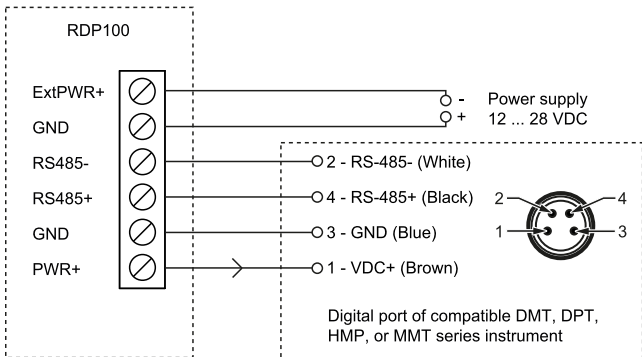 RDP100
ExtPWR+
- Power supply
GND
+ 12 ... 28 VDC
RS485-
2 - RS-485- (White)
RS485+
4 - RS-485+ (Black)
2
4
GND
3 - GND (Blue)
1
3
PWR+
1 - VDC+ (Brown)
Digital port of compatible DMT, DPT,
HMP, or MMT series instrument